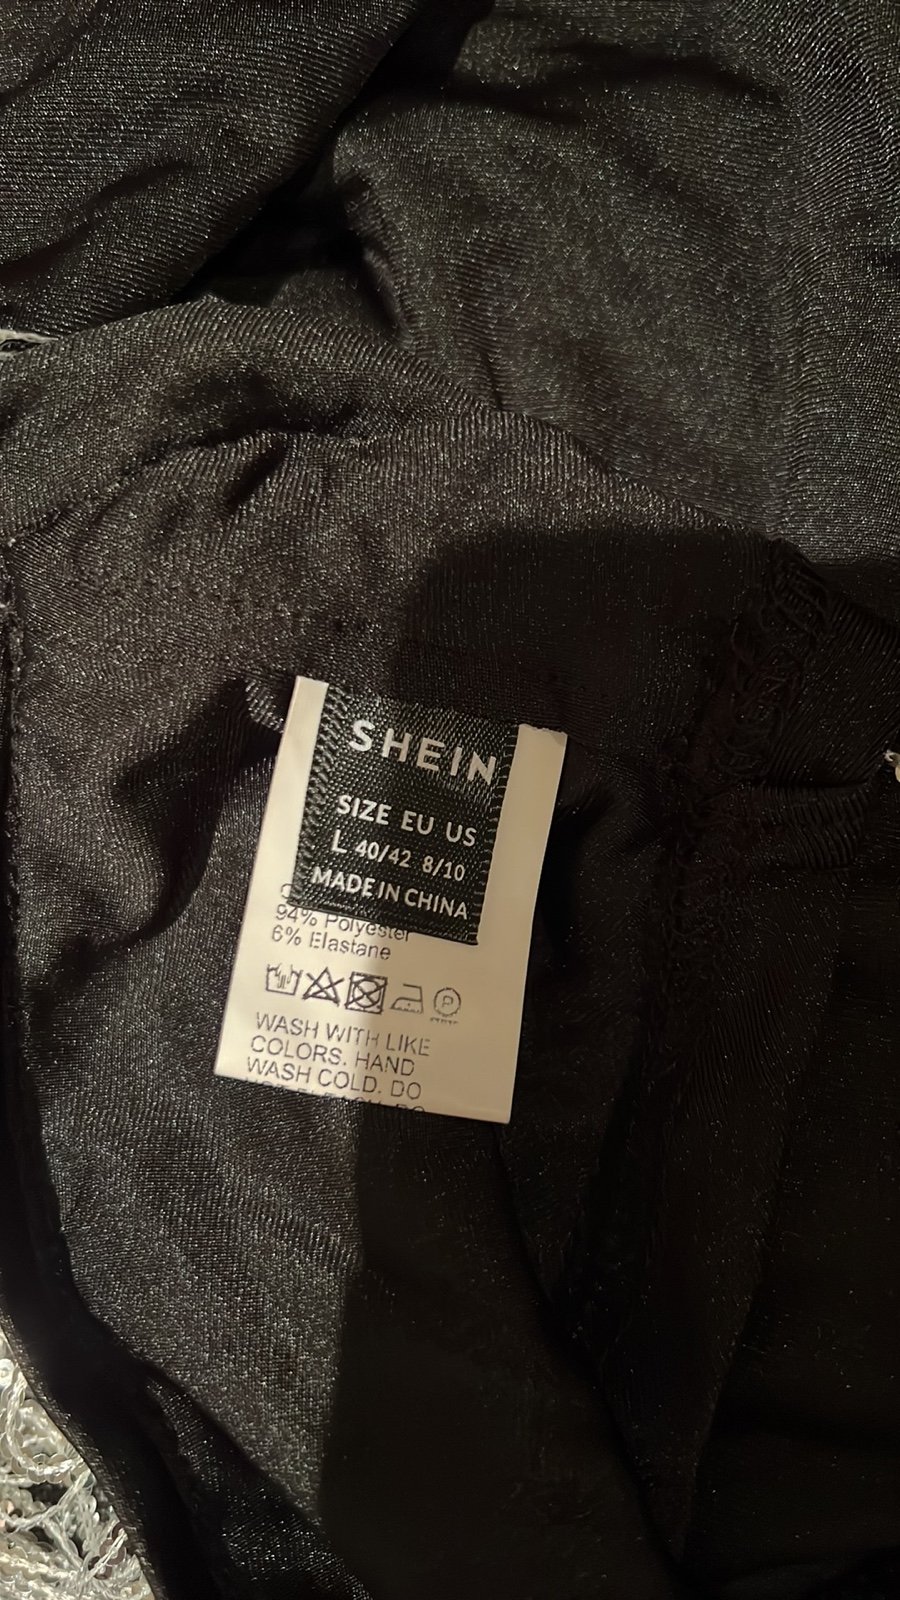 SHEIN
SIZE EU US
L 40/42 8/10
MADE IN CHINA
94% Polyester
6% Elastane
P
WASH WITH LIKE
COLORS. HAND
WASH COLD. DO